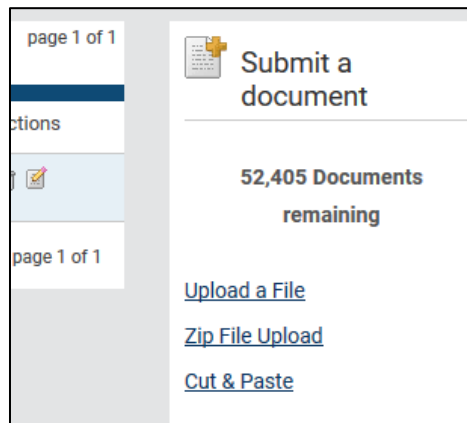 page 1 of 1
Submit a
document
ctions
52,405 Documents
remaining
page 1 of 1
Upload a File
Zip File Upload
Cut & Paste